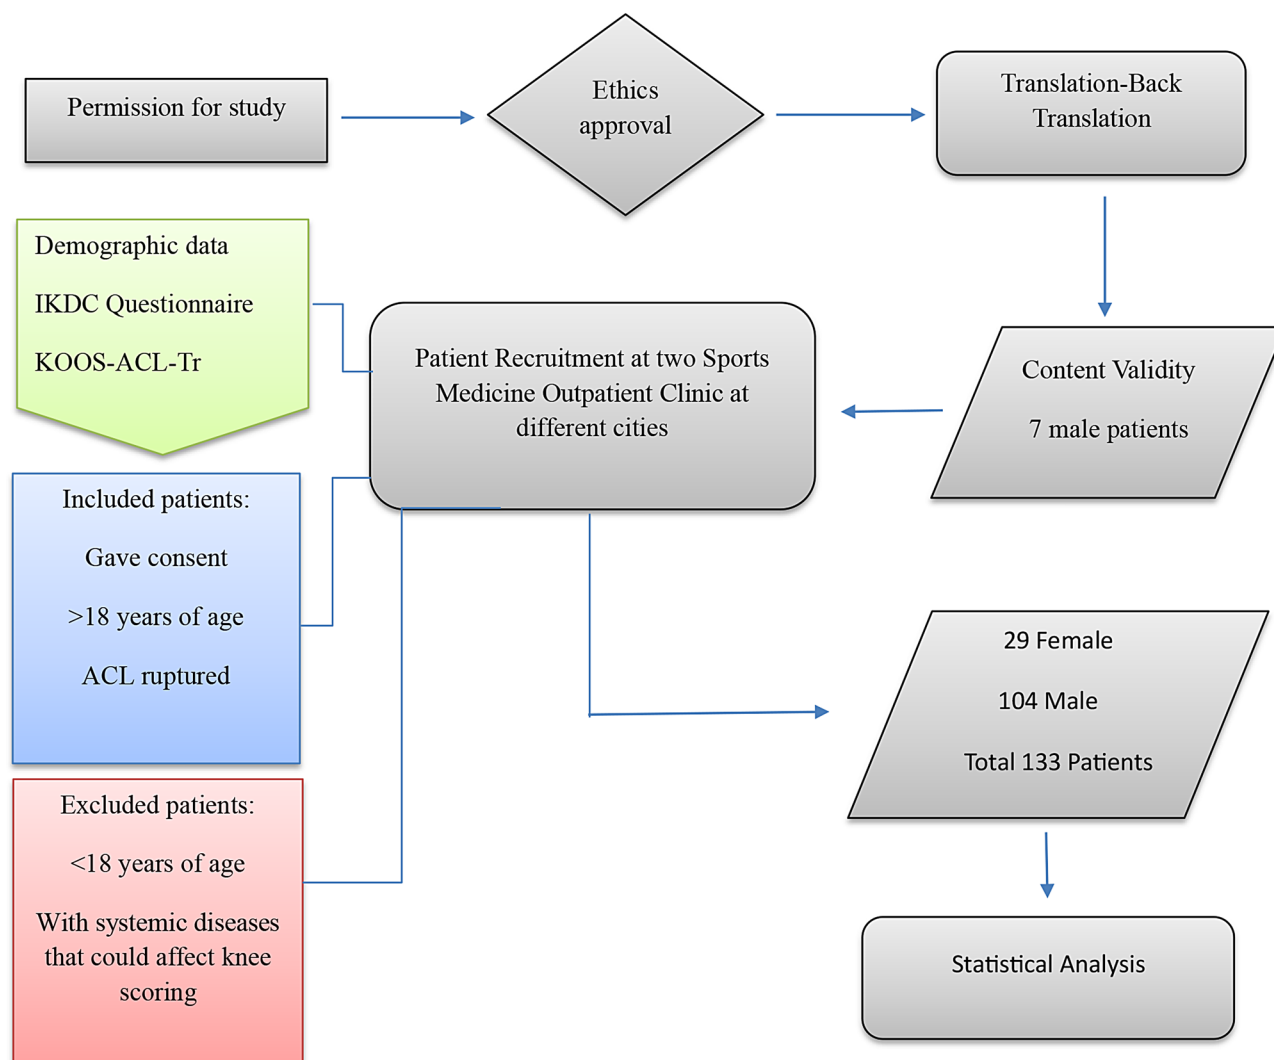 Permission for study
Ethics
approval
Translation-Back
Translation
Demographic data
IKDC Questionnaire
KOOS-ACL-Tr
Patient Recruitment at two Sports
Medicine Outpatient Clinic at
different cities
Content Validity
7 male patients
Included patients:
Gave consent
>18 years of age
ACL ruptured
29 Female
104 Male
Total 133 Patients
Excluded patients:
<18 years of age
With systemic diseases
that could affect knee
scoring
Statistical Analysis